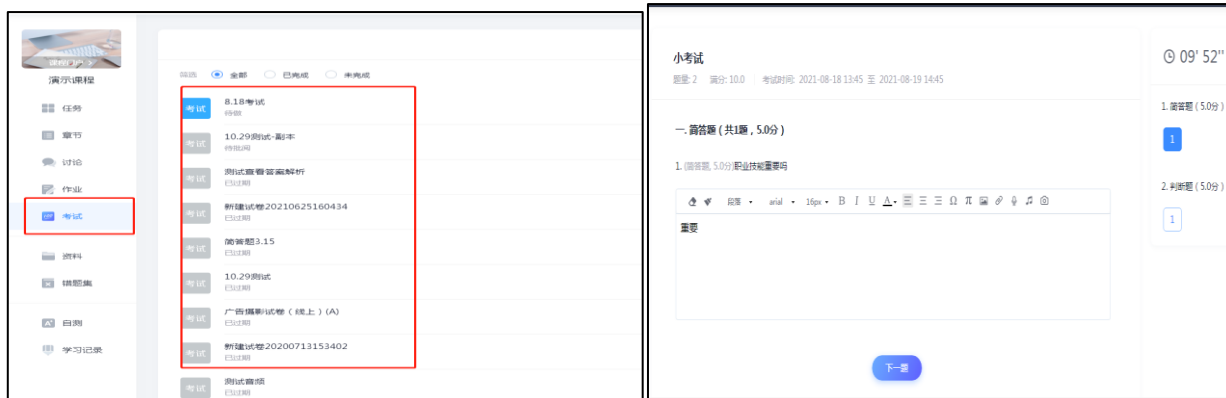 课程门户 >
演示课程
任务
章节
讨论
作业
考试
资料
错题集
自测
学习记录
筛选 全部 已完成 未完成
考试 8.18考试
待做
考试 10.29测试-副本
待批阅
考试 测试查看答案解析
已过期
考试 新建试卷20210625160434
已过期
考试 简答题3.15
已过期
考试 10.29测试
已过期
考试 广告摄影试卷（线上）(A)
已过期
考试 新建试卷20200713153402
已过期
考试 测试音频
已过期
小考试
题量: 2 满分: 10.0 考试时间: 2021-08-18 13:45 至 2021-08-19 14:45
一. 简答题 ( 共1题，5.0分 )
1. (简答题, 5.0分)职业技能重要吗
段落 arial 16px B I U A Ω π
重要
下一题
09' 52''
1. 简答题 ( 5.0分 )
1
2. 判断题 ( 5.0分 )
1